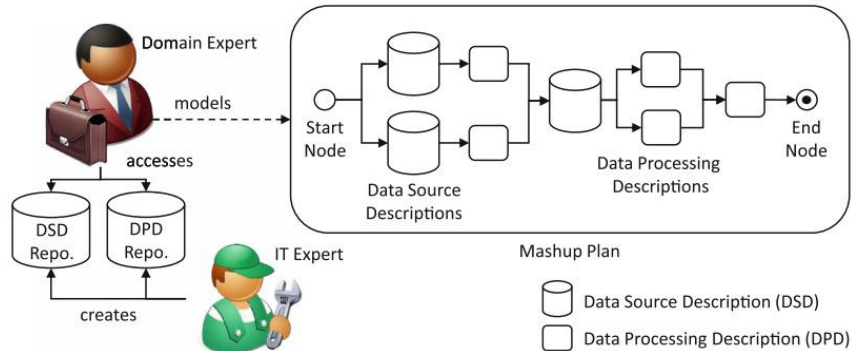 Domain Expert
models
Start
Node
Data Source
Descriptions
Data Processing
Descriptions
End
Node
accesses
DSD
Repo.
DPD
Repo.
IT Expert
creates
Mashup Plan
Data Source Description (DSD)
Data Processing Description (DPD)